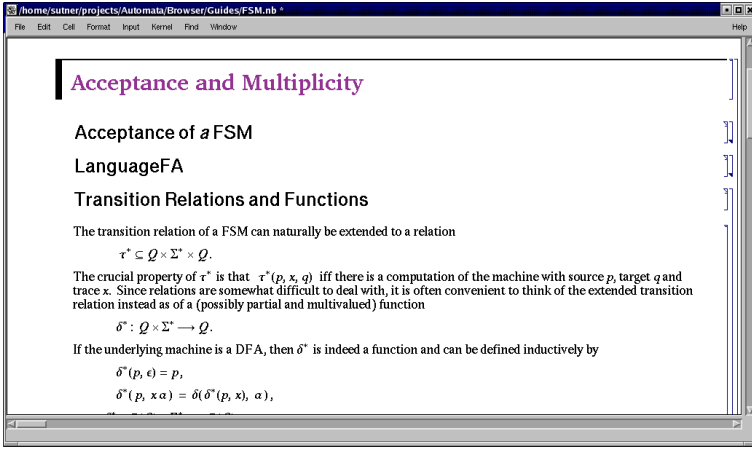 /home/sutner/projects/Automata/Browser/Guides/FSM.nb *
File Edit Cell Format Input Kernel Find Window Help
Acceptance and Multiplicity
Acceptance of a FSM
LanguageFA
Transition Relations and Functions
The transition relation of a FSM can naturally be extended to a relation
τ* ⊆ Q × Σ* × Q.
The crucial property of τ* is that τ*(p, x, q) iff there is a computation of the machine with source p, target q and
trace x. Since relations are somewhat difficult to deal with, it is often convenient to think of the extended transition
relation instead as of a (possibly partial and multivalued) function
δ* : Q × Σ* ⟶ Q.
If the underlying machine is a DFA, then δ* is indeed a function and can be defined inductively by
δ*(p, ϵ) = p,
δ*( p, x a ) = δ( δ*(p, x), a ) ,